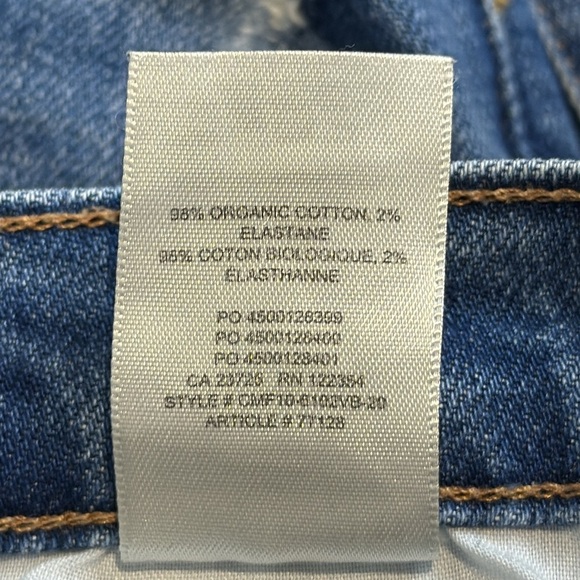 98% ORGANIC COTTON, 2%
ELASTANE
98% COTON BIOLOGIQUE, 2%
ÉLASTHANNE
PO 4500128399
PO 4500128400
PO 4500128401
CA 23725 RN 122354
STYLE # CMF10-6102VB-20
ARTICLE # 77128